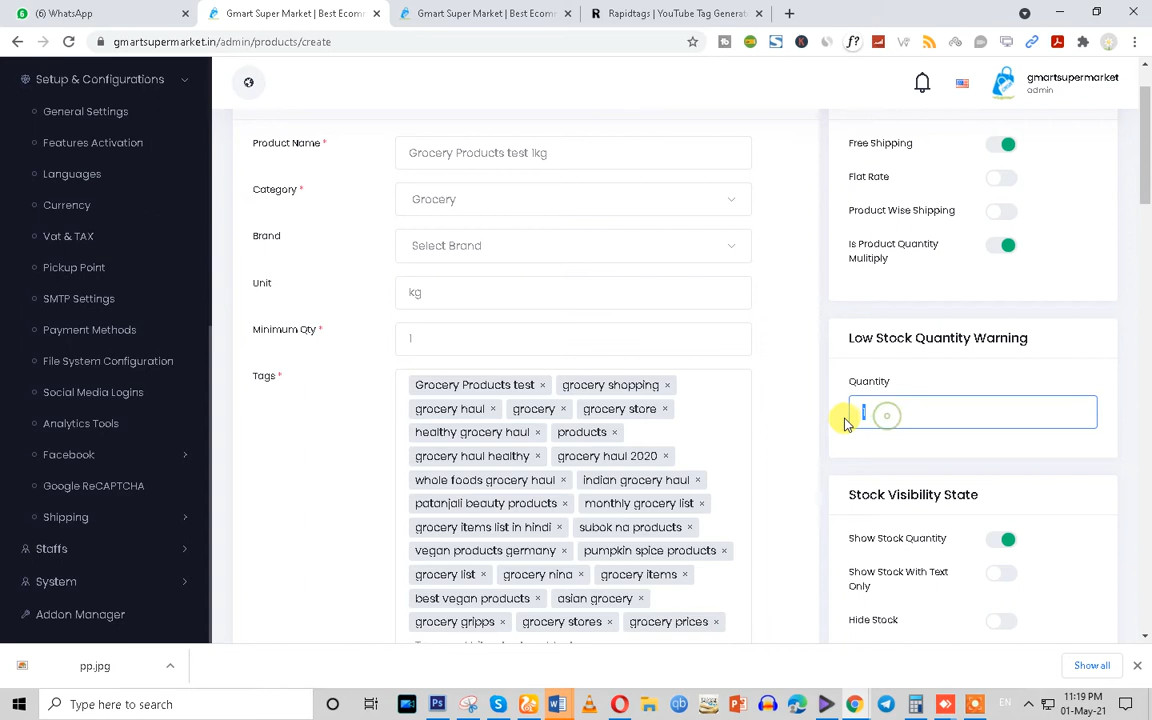 WhatsApp
Gmart Super Market | Best Ecomm
Gmart Super Market | Best Ecomm
Rapidtags | YouTube Tag Generat
gmartsupermarket.in/admin/products/create
Setup & Configurations
General Settings
Features Activation
Languages
Currency
Vat & TAX
Pickup Point
SMTP Settings
Payment Methods
File System Configuration
Social Media Logins
Analytics Tools
Facebook
Google ReCAPTCHA
Shipping
Staffs
System
Addon Manager
gmartsupermarket
admin
Product Name *
Grocery Products test 1kg
Category *
Grocery
Brand
Select Brand
Unit
kg
Minimum Qty *
1
Tags *
Grocery Products test × grocery shopping ×
grocery haul × grocery × grocery store ×
healthy grocery haul × products ×
grocery haul healthy × grocery haul 2020 ×
whole foods grocery haul × indian grocery haul ×
patanjali beauty products × monthly grocery list ×
grocery items list in hindi × subok na products ×
vegan products germany × pumpkin spice products ×
grocery list × grocery nina × grocery items ×
best vegan products × asian grocery ×
grocery gripps × grocery stores × grocery prices ×
Free Shipping
Flat Rate
Product Wise Shipping
Is Product Quantity
Mulitiply
Low Stock Quantity Warning
Quantity
1
Stock Visibility State
Show Stock Quantity
Show Stock With Text
Only
Hide Stock
pp.jpg
Show all
Type here to search
EN
11:19 PM
01-May-21